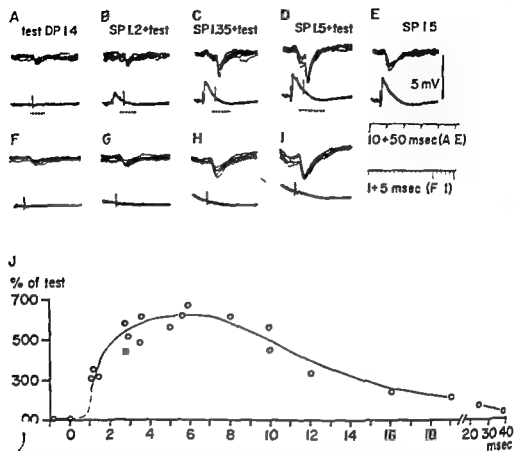 A B C D E
test DP 1.4 SP 1.2+test SP 1.35+test SP 1.5+test SP 1.5
5 mV
F G H I
10+50 msec (A E)
1+5 msec (F I)
J
% of test
700
500
300
00
0 2 4 6 8 10 12 14 16 18 20 30 40
msec